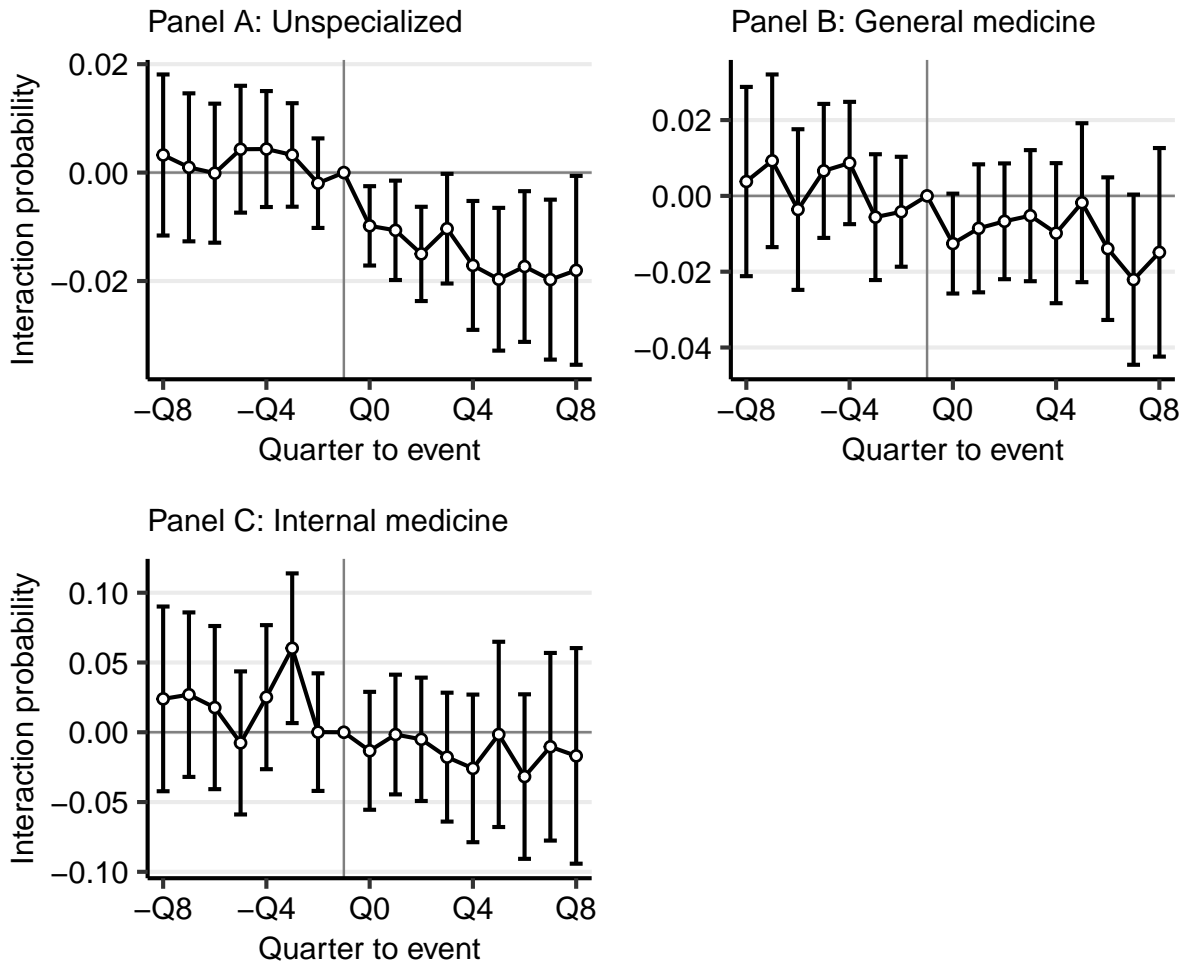 Panel A: Unspecialized
Interaction probability
0.02
0.00
−0.02
−Q8 −Q4 Q0 Q4 Q8
Quarter to event
Panel B: General medicine
0.02
0.00
−0.02
−0.04
−Q8 −Q4 Q0 Q4 Q8
Quarter to event
Panel C: Internal medicine
Interaction probability
0.10
0.05
0.00
−0.05
−0.10
−Q8 −Q4 Q0 Q4 Q8
Quarter to event